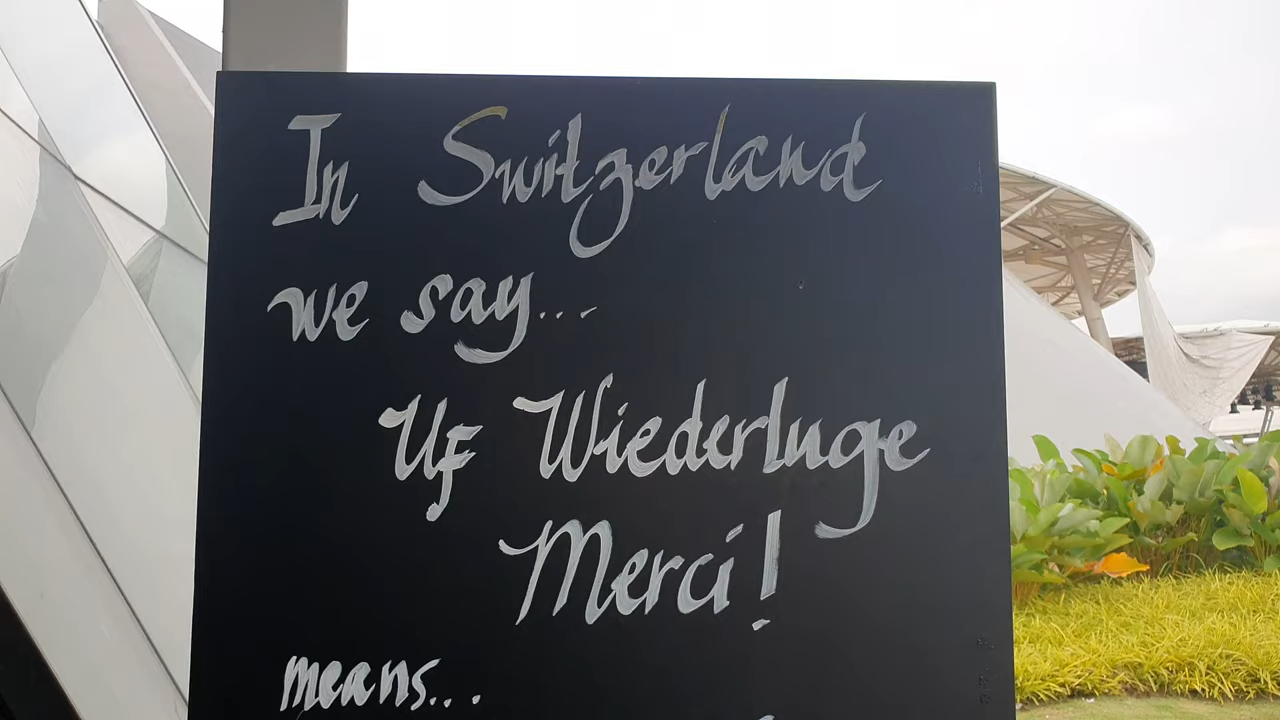 In Switzerland
we say...
Uf Wiederluge
Merci!
means...